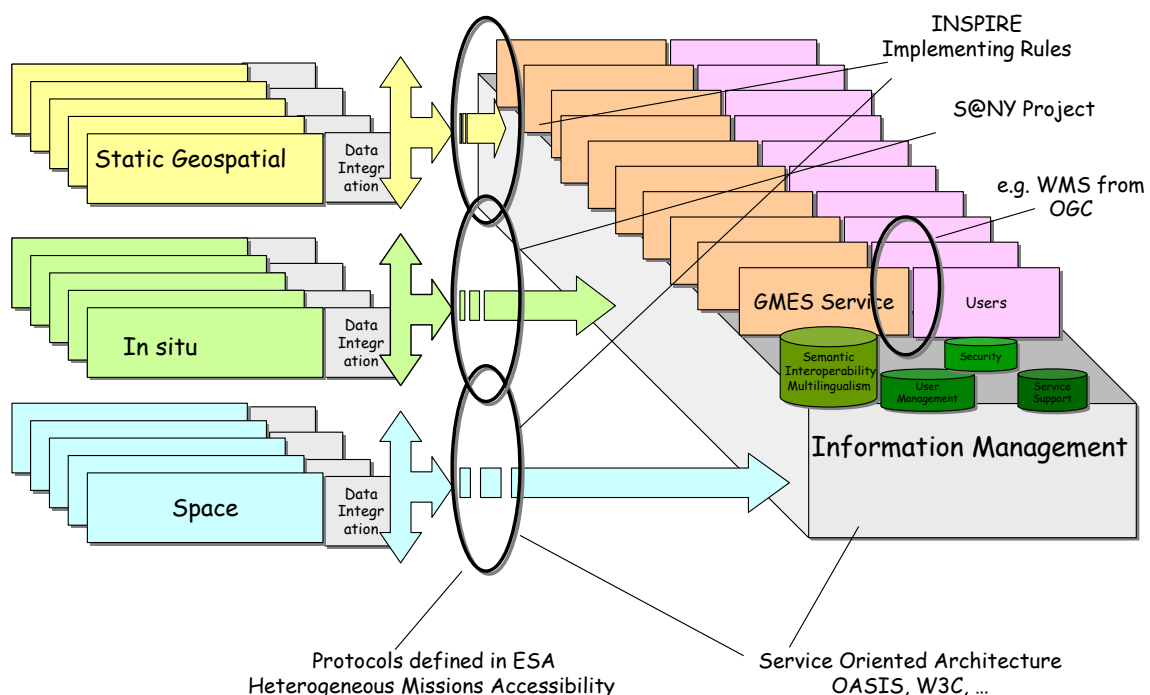 INSPIRE
Implementing Rules
S@NY Project
e.g. WMS from
OGC
Static Geospatial
Data
Integr
ation
In situ
Data
Integr
ation
Space
Data
Integr
ation
GMES Service
Users
Semantic
Interoperability
Multilingualism
Security
User
Management
Service
Support
Information Management
Protocols defined in ESA
Heterogeneous Missions Accessibility
Service Oriented Architecture
OASIS, W3C, ...